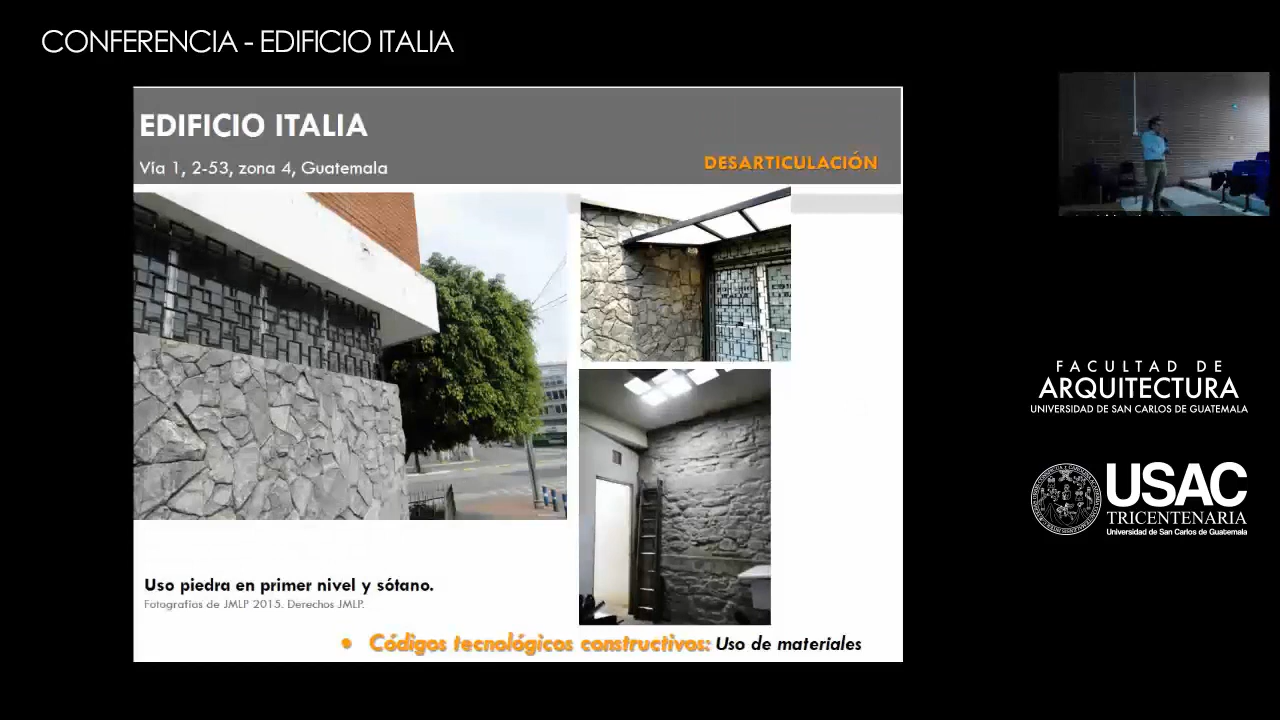 CONFERENCIA - EDIFICIO ITALIA
EDIFICIO ITALIA
Vía 1, 2-53, zona 4, Guatemala
DESARTICULACIÓN
Uso piedra en primer nivel y sótano.
Fotografías de JMLP 2015. Derechos JMLP.
• Códigos tecnológicos constructivos: Uso de materiales
FACULTAD DE
ARQUITECTURA
UNIVERSIDAD DE SAN CARLOS DE GUATEMALA
USAC
TRICENTENARIA
Universidad de San Carlos de Guatemala